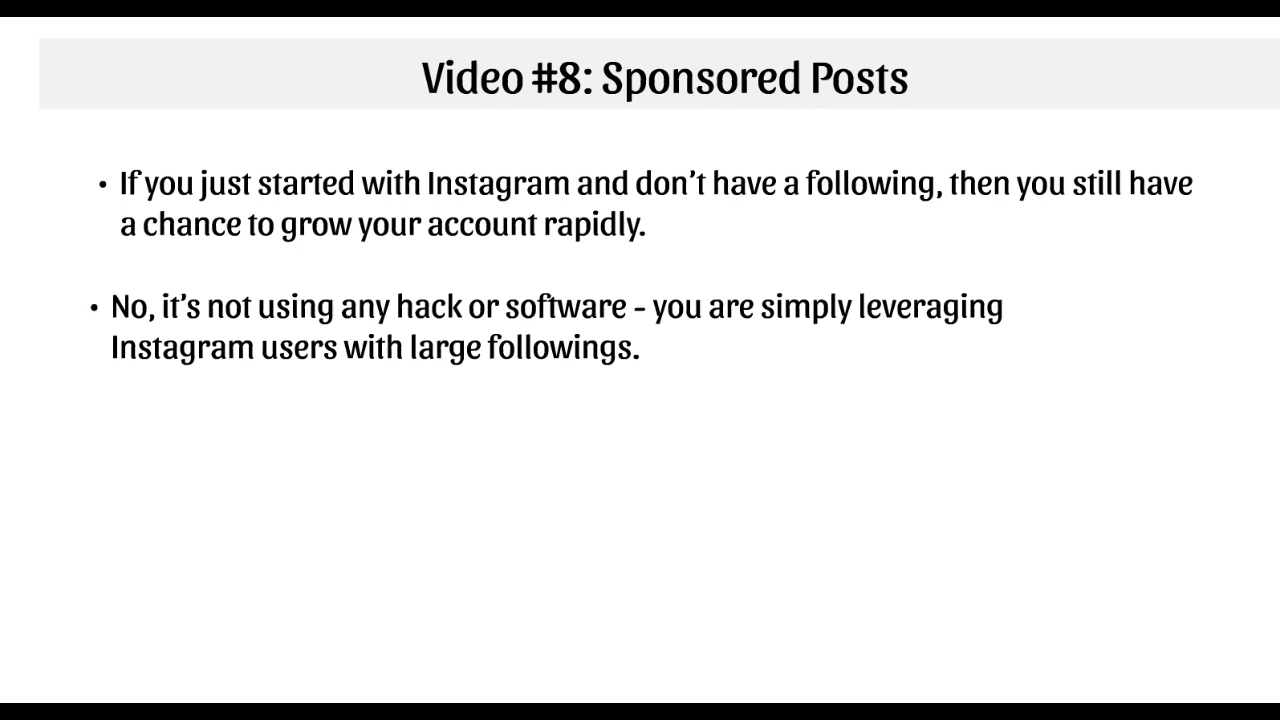 Video #8: Sponsored Posts
• If you just started with Instagram and don’t have a following, then you still have
a chance to grow your account rapidly.
• No, it’s not using any hack or software - you are simply leveraging
Instagram users with large followings.